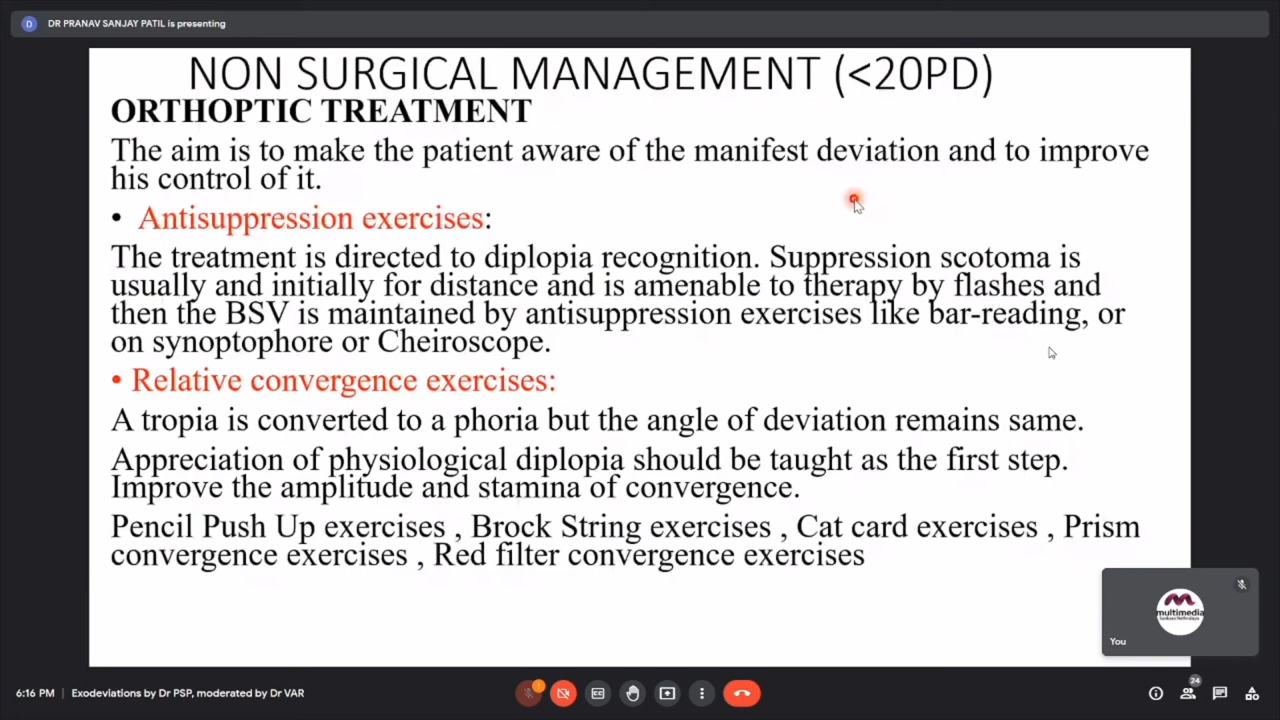 D DR PRANAV SANJAY PATIL is presenting
NON SURGICAL MANAGEMENT (<20PD)
ORTHOPTIC TREATMENT
The aim is to make the patient aware of the manifest deviation and to improve
his control of it.
• Antisuppression exercises:
The treatment is directed to diplopia recognition. Suppression scotoma is
usually and initially for distance and is amenable to therapy by flashes and
then the BSV is maintained by antisuppression exercises like bar-reading, or
on synoptophore or Cheiroscope.
• Relative convergence exercises:
A tropia is converted to a phoria but the angle of deviation remains same.
Appreciation of physiological diplopia should be taught as the first step.
Improve the amplitude and stamina of convergence.
Pencil Push Up exercises , Brock String exercises , Cat card exercises , Prism
convergence exercises , Red filter convergence exercises
multimedia
You
6:16 PM | Exodeviations by Dr PSP, moderated by Dr VAR
24